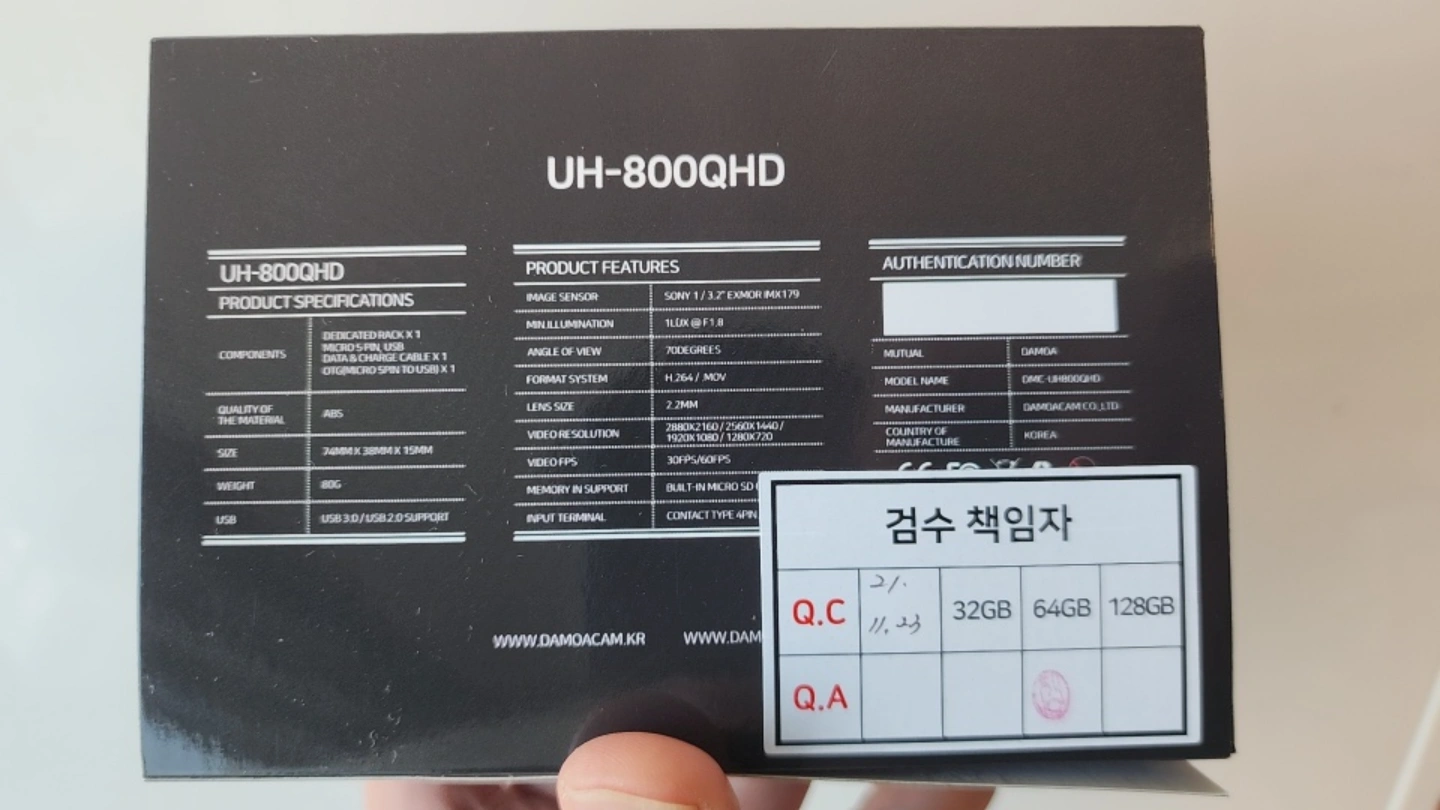 UH-800QHD
UH-800QHD
PRODUCT SPECIFICATIONS
COMPONENTS
DEDICATED RACK X 1
MICRO 5 PIN, USB
DATA & CHARGE CABLE X 1
OTG(MICRO 5PIN TO USB) X 1
QUALITY OF
THE MATERIAL
ABS
SIZE 74MM X 38MM X 15MM
WEIGHT 80G
USB USB 3.0 / USB 2.0 SUPPORT
PRODUCT FEATURES
IMAGE SENSOR SONY 1 / 3.2" EXMOR IMX179
MIN.ILLUMINATION 1LUX @ F1.8
ANGLE OF VIEW 70DEGREES
FORMAT SYSTEM H.264 / .MOV
LENS SIZE 2.2MM
VIDEO RESOLUTION
2880X2160 / 2560X1440 /
1920X1080 / 1280X720
VIDEO FPS 30FPS/60FPS
MEMORY IN SUPPORT BUILT-IN MICRO SD
INPUT TERMINAL CONTACT TYPE 4PIN
AUTHENTICATION NUMBER
MUTUAL DAMOA
MODEL NAME DMC-UH800QHD
MANUFACTURER DAMOACAM CO.,LTD
COUNTRY OF
MANUFACTURE
KOREA
WWW.DAMOACAM.KR WWW.DAM
검수 책임자
Q.C 21. 11. 23 32GB 64GB 128GB
Q.A